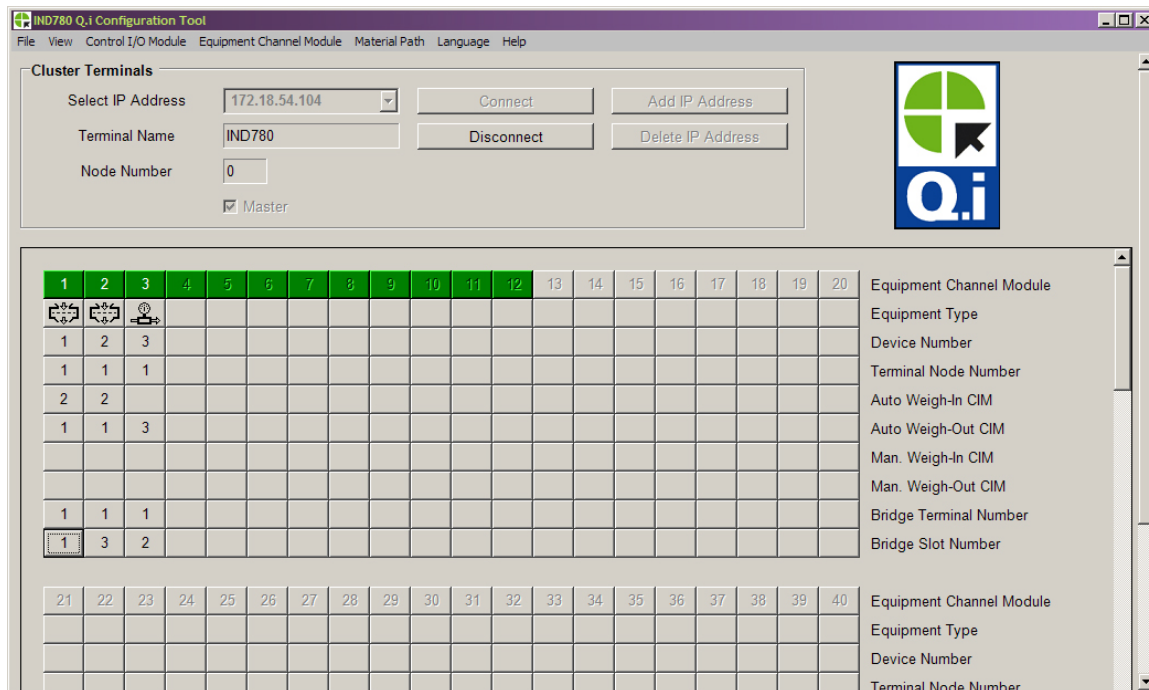 IND780 Q.i Configuration Tool
File View Control I/O Module Equipment Channel Module Material Path Language Help
Cluster Terminals
Select IP Address 172.18.54.104 Connect Add IP Address
Terminal Name IND780 Disconnect Delete IP Address
Node Number 0
Master
Q.i
1 2 3 4 5 6 7 8 9 10 11 12 13 14 15 16 17 18 19 20 Equipment Channel Module
Equipment Type
1 2 3 Device Number
1 1 1 Terminal Node Number
2 2 Auto Weigh-In CIM
1 1 3 Auto Weigh-Out CIM
Man. Weigh-In CIM
Man. Weigh-Out CIM
1 1 1 Bridge Terminal Number
1 3 2 Bridge Slot Number
21 22 23 24 25 26 27 28 29 30 31 32 33 34 35 36 37 38 39 40 Equipment Channel Module
Equipment Type
Device Number
Terminal Node Number